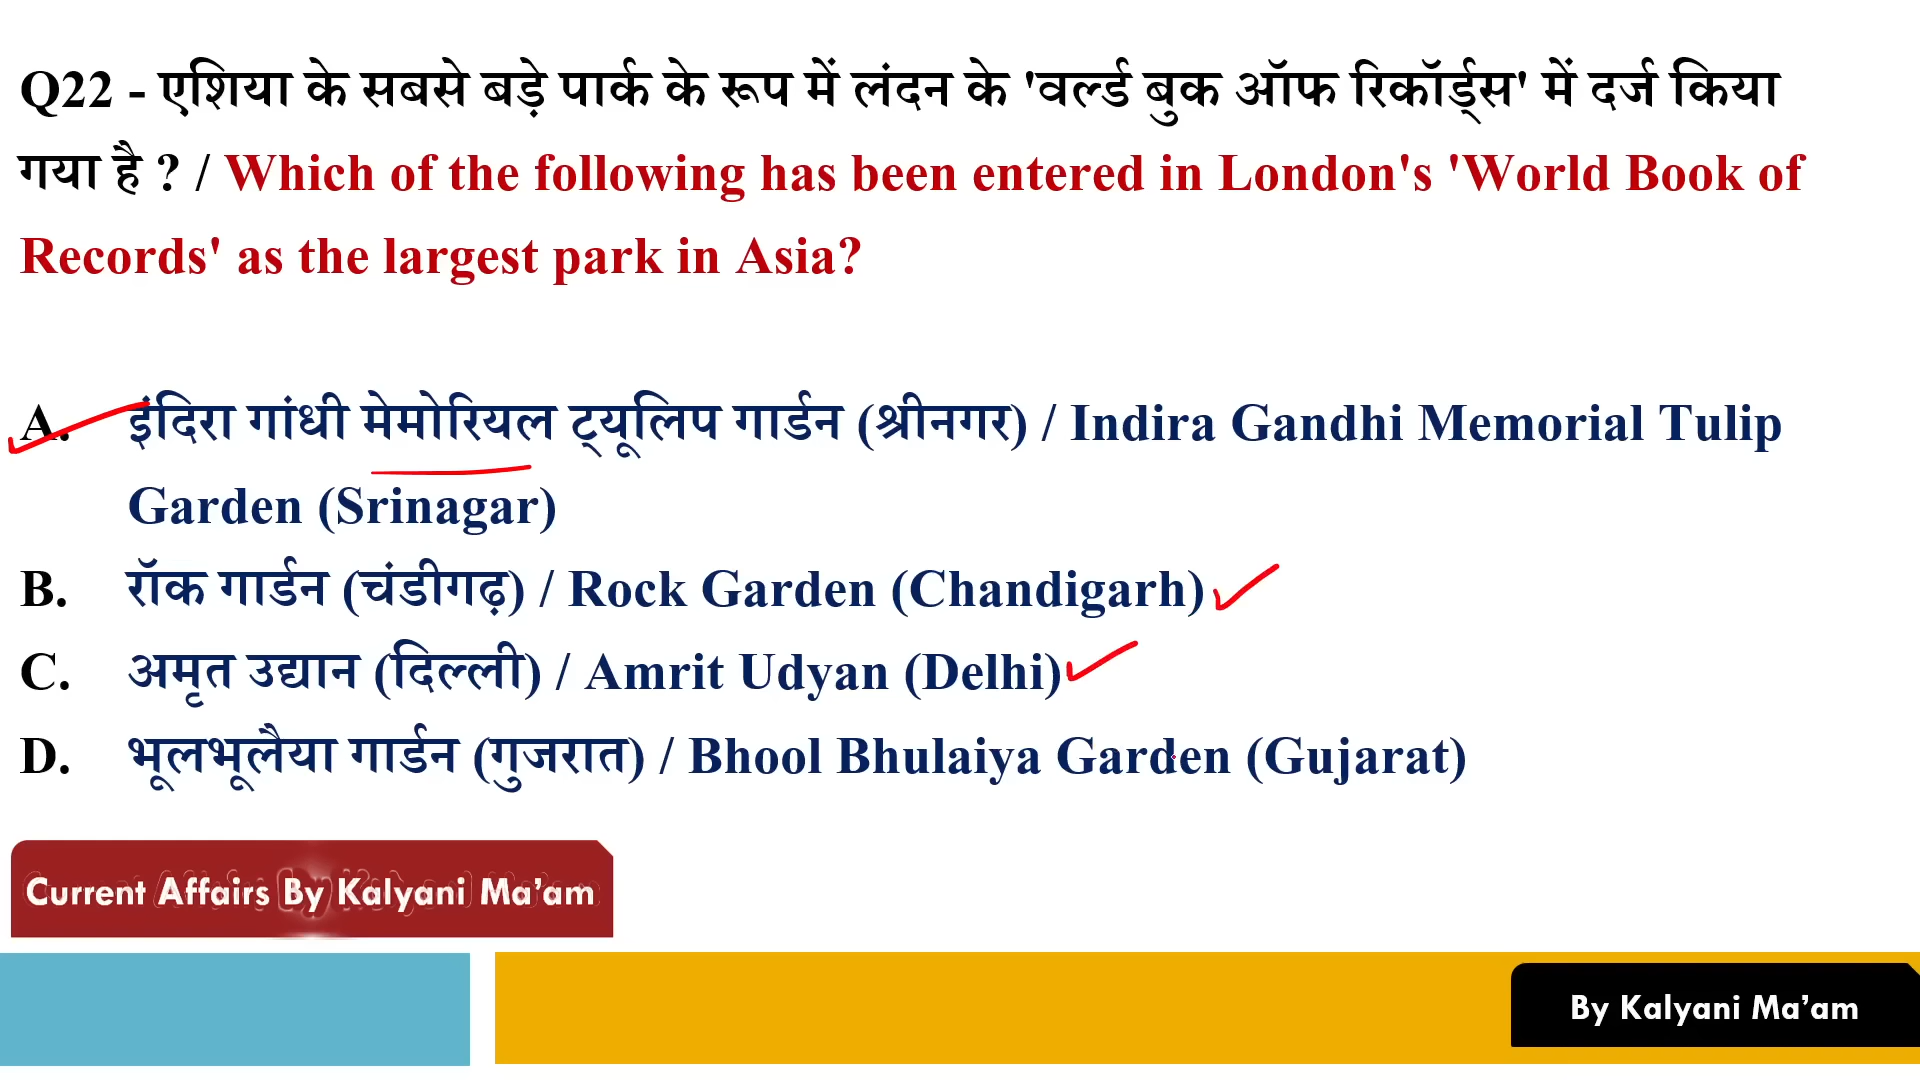 Q22 - एशिया के सबसे बड़े पार्क के रूप में लंदन के 'वर्ल्ड बुक ऑफ रिकॉर्ड्स' में दर्ज किया
गया है ? / Which of the following has been entered in London's 'World Book of
Records' as the largest park in Asia?
A. इंदिरा गांधी मेमोरियल ट्यूलिप गार्डन (श्रीनगर) / Indira Gandhi Memorial Tulip
Garden (Srinagar)
B. रॉक गार्डन (चंडीगढ़) / Rock Garden (Chandigarh)
C. अमृत उद्यान (दिल्ली) / Amrit Udyan (Delhi)
D. भूलभूलैया गार्डन (गुजरात) / Bhool Bhulaiya Garden (Gujarat)
Current Affairs By Kalyani Ma'am
By Kalyani Ma'am